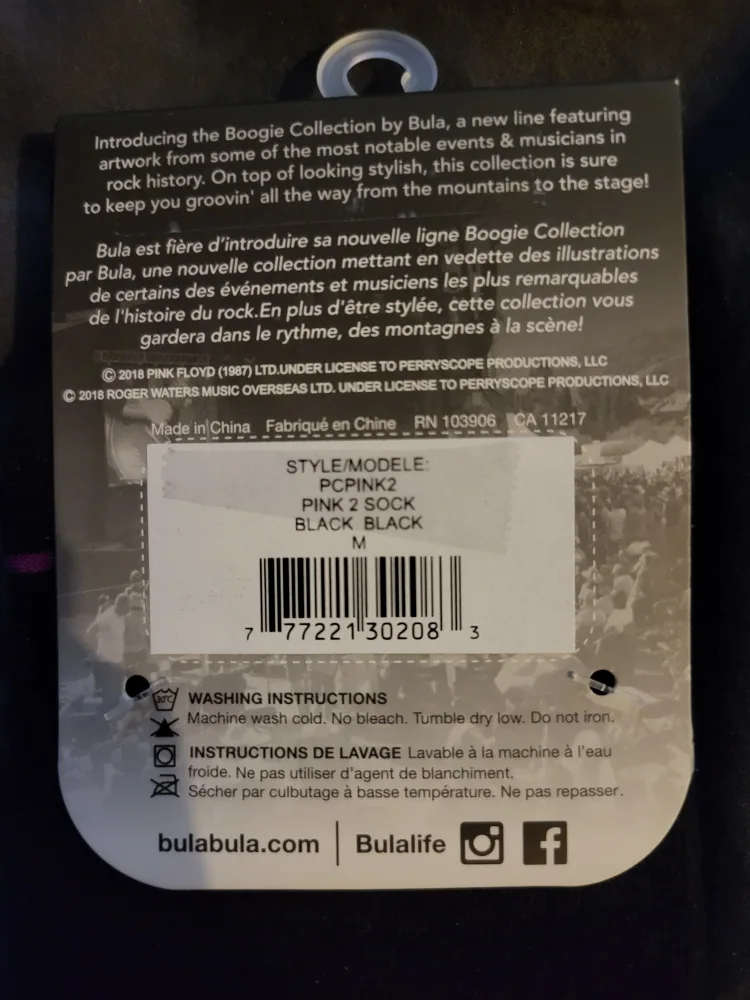 Introducing the Boogie Collection by Bula, a new line featuring
artwork from some of the most notable events & musicians in
rock history. On top of looking stylish, this collection is sure
to keep you groovin' all the way from the mountains to the stage!
Bula est fière d'introduire sa nouvelle ligne Boogie Collection
par Bula, une nouvelle collection mettant en vedette des illustrations
de certains des événements et musiciens les plus remarquables
de l'histoire du rock.En plus d'être stylée, cette collection vous
gardera dans le rythme, des montagnes à la scène!
© 2018 PINK FLOYD (1987) LTD.UNDER LICENSE TO PERRYSCOPE PRODUCTIONS, LLC
© 2018 ROGER WATERS MUSIC OVERSEAS LTD. UNDER LICENSE TO PERRYSCOPE PRODUCTIONS, LLC
Made in China Fabriqué en Chine RN 103906 CA 11217
STYLE/MODELE:
PCPINK2
PINK 2 SOCK
BLACK BLACK
M
7 77221 30208 3
30°C WASHING INSTRUCTIONS
Machine wash cold. No bleach. Tumble dry low. Do not iron.
INSTRUCTIONS DE LAVAGE Lavable à la machine à l'eau
froide. Ne pas utiliser d'agent de blanchiment.
Sécher par culbutage à basse température. Ne pas repasser.
bulabula.com | Bulalife